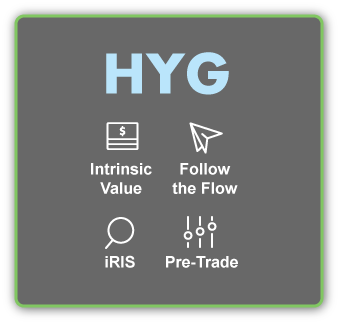 HYG
$
Intrinsic
Value
Follow
the Flow
iRIS
Pre-Trade